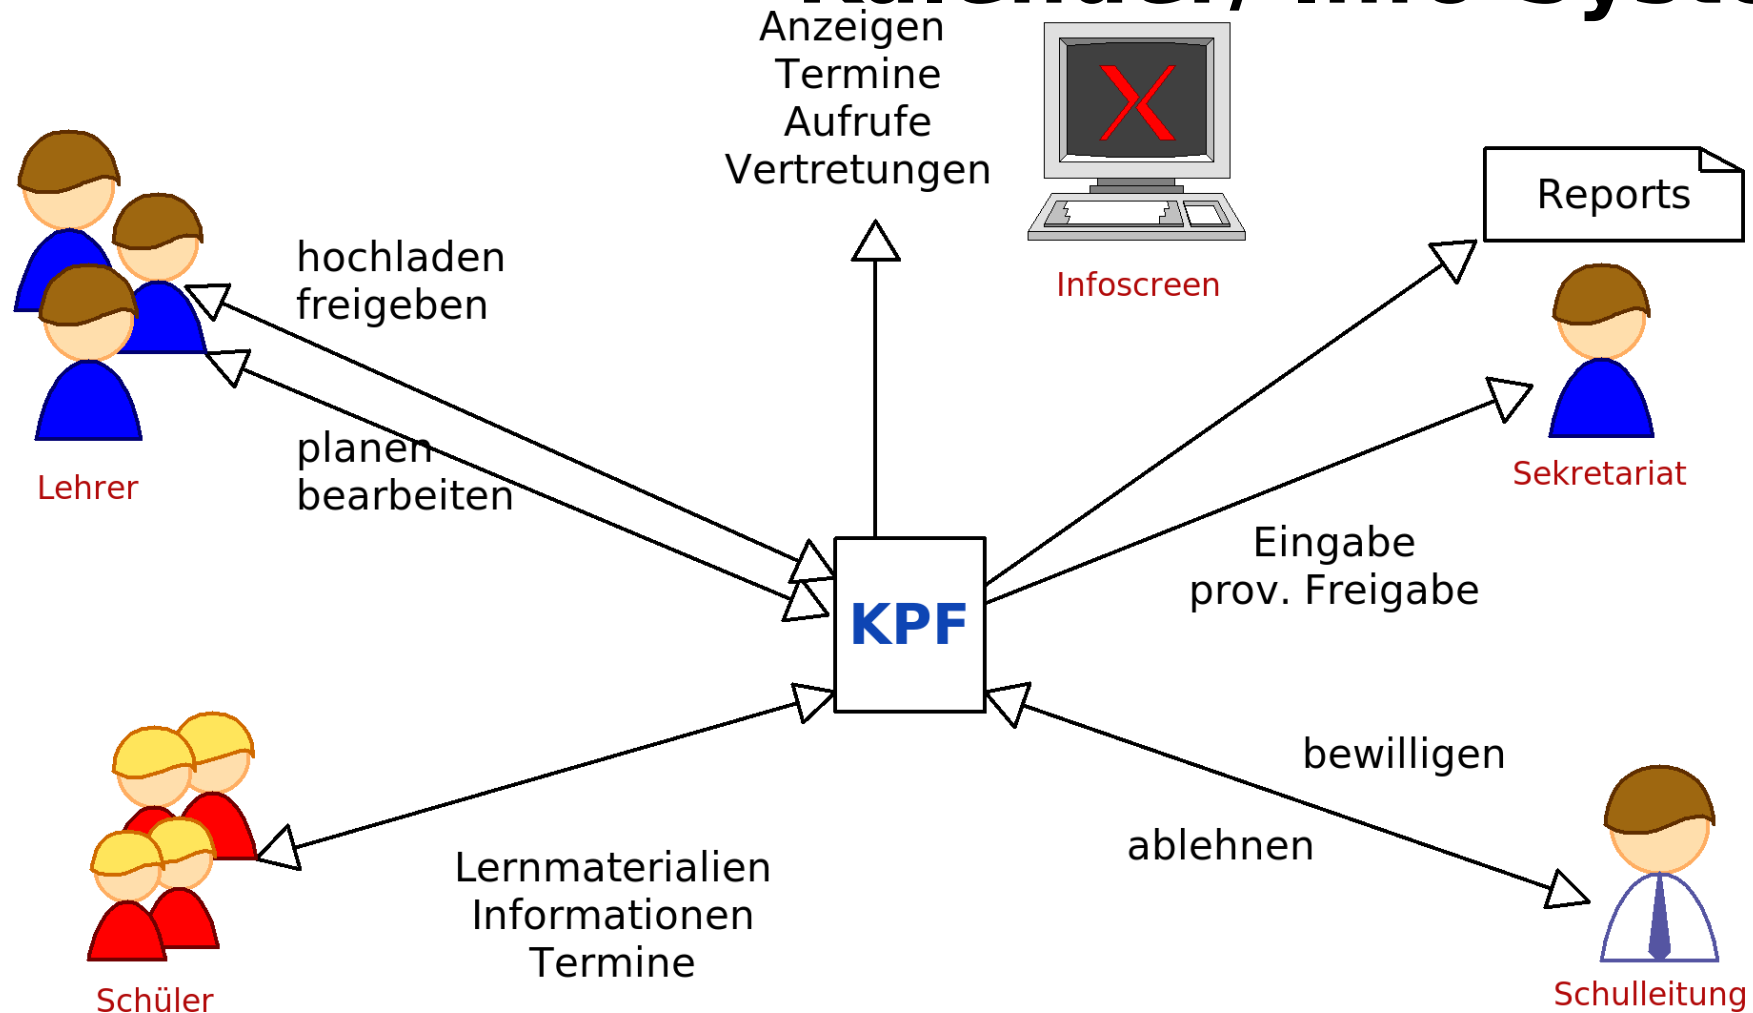 Anzeigen
Termine
Aufrufe
Vertretungen
Infoscreen
Reports
hochladen
freigeben
planen
bearbeiten
Lehrer
Sekretariat
Eingabe
prov. Freigabe
KPF
bewilligen
ablehnen
Lernmaterialien
Informationen
Termine
Schüler
Schulleitung